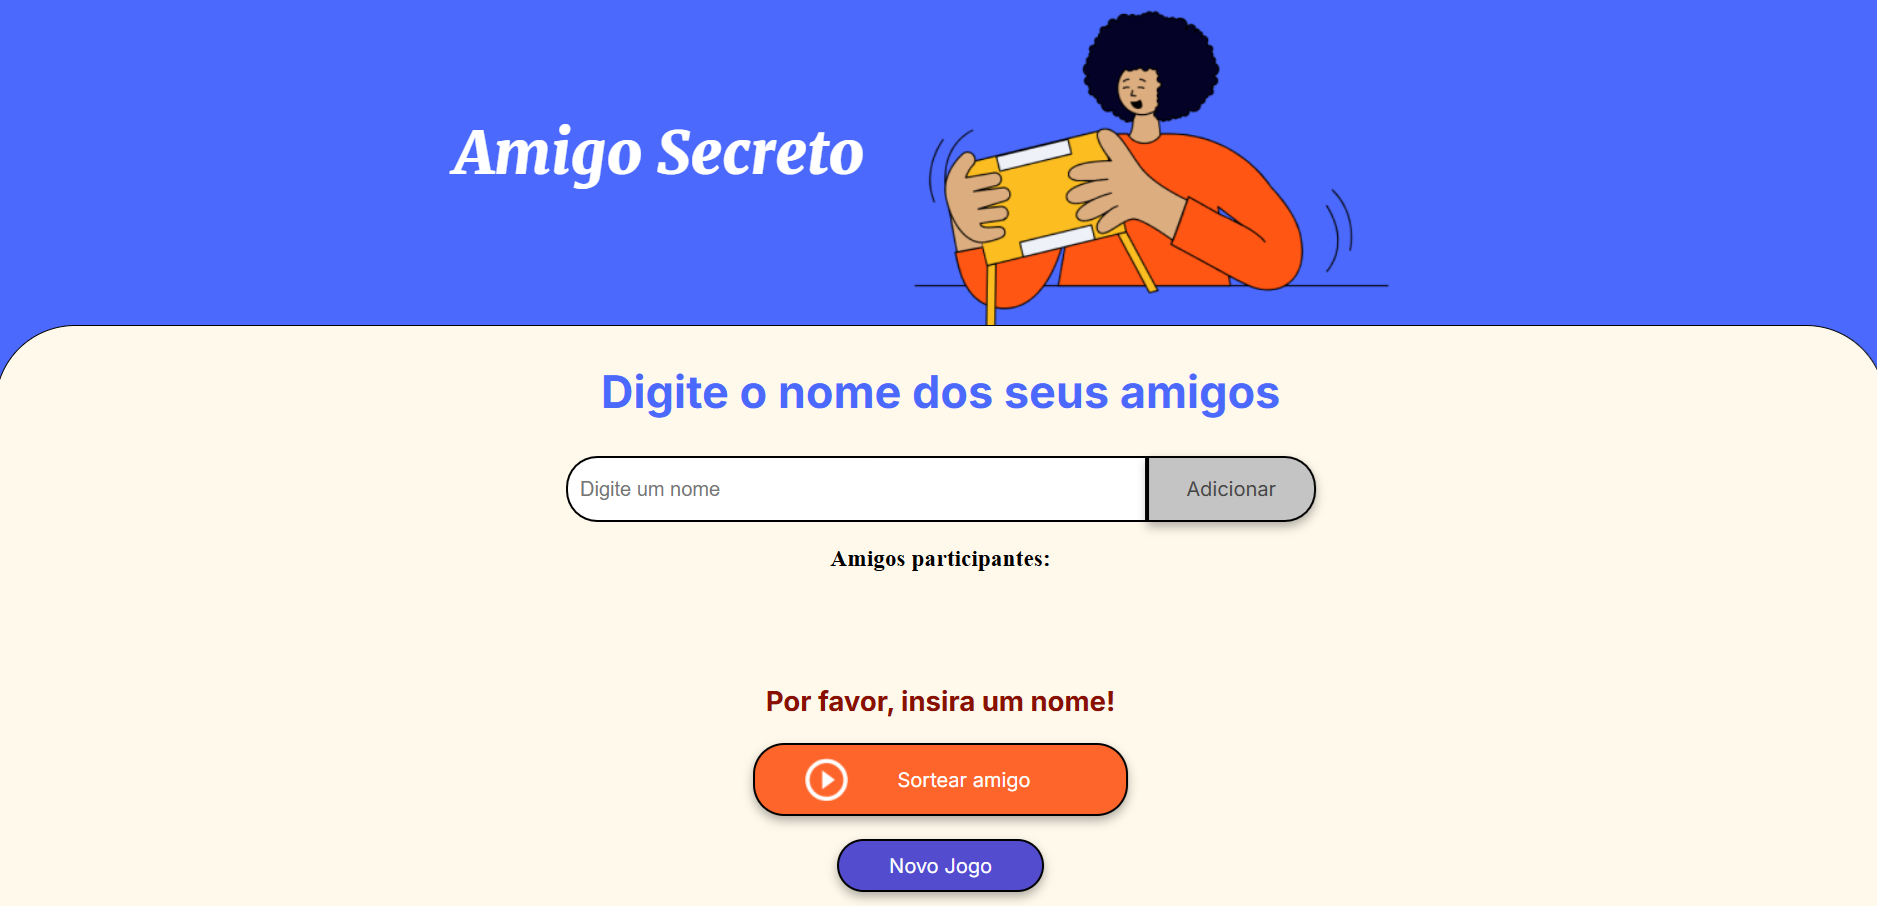 Amigo Secreto
Digite o nome dos seus amigos
Digite um nome
Adicionar
Amigos participantes:
Por favor, insira um nome!
Sortear amigo
Novo Jogo